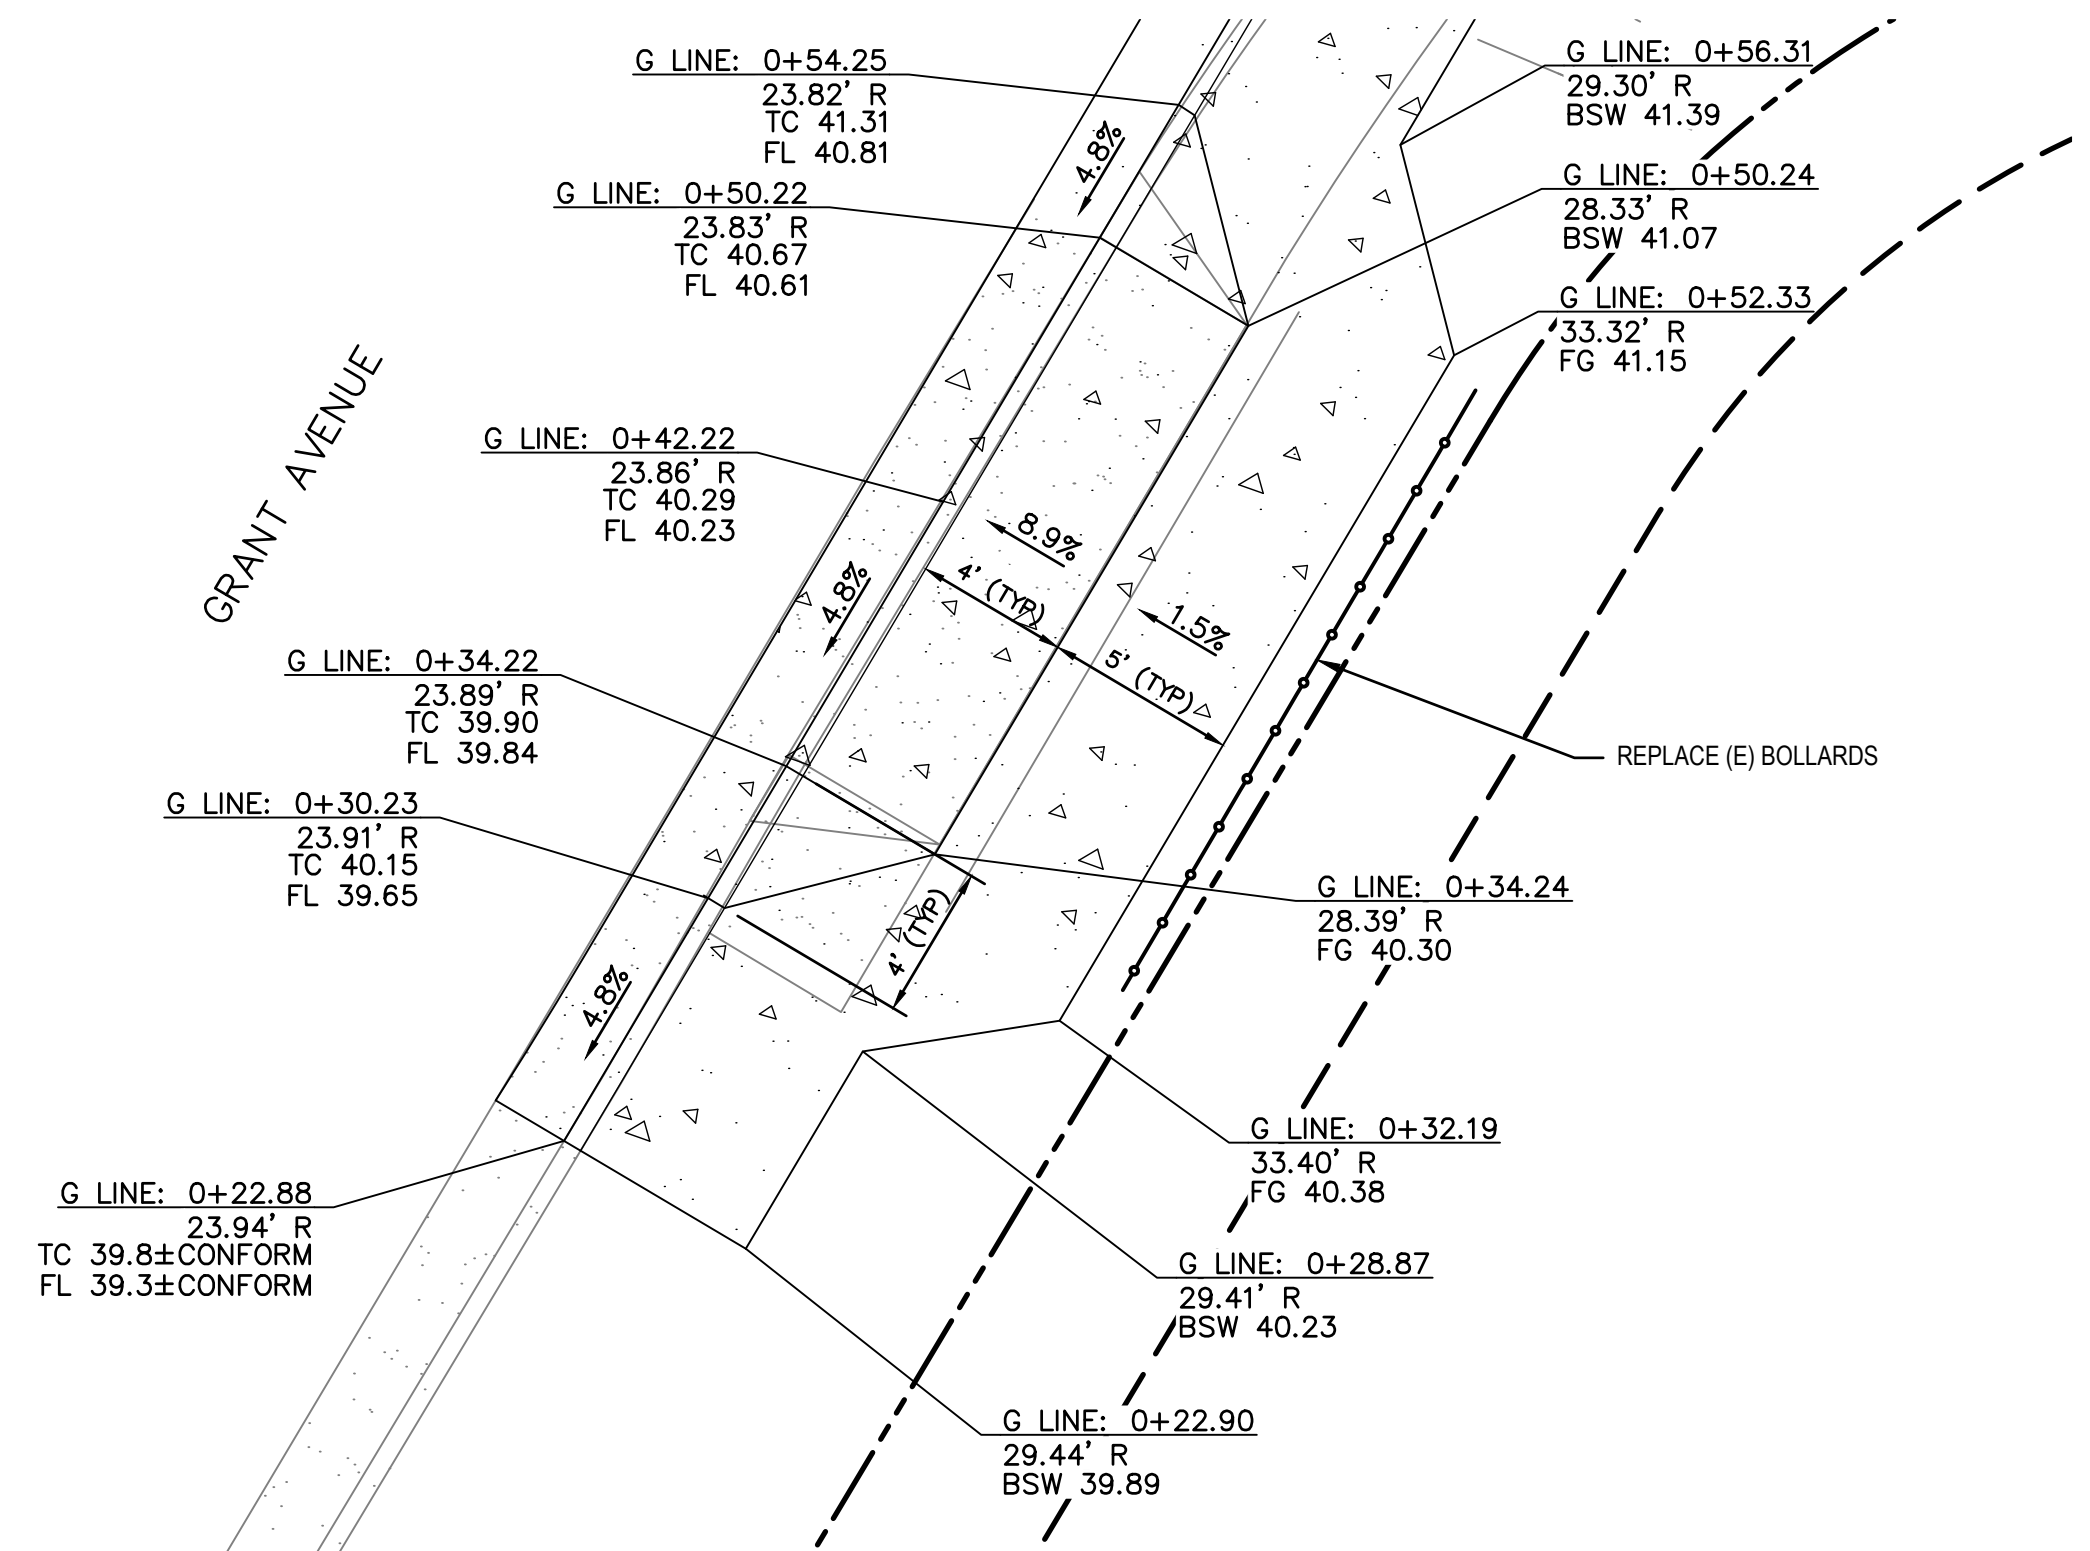 G LINE: 0+54.25
23.82' R
TC 41.31
FL 40.81
G LINE: 0+56.31
29.30' R
BSW 41.39
4.8%
G LINE: 0+50.22
23.83' R
TC 40.67
FL 40.61
G LINE: 0+50.24
28.33' R
BSW 41.07
G LINE: 0+52.33
33.32' R
FG 41.15
GRANT AVENUE
G LINE: 0+42.22
23.86' R
TC 40.29
FL 40.23
8.9%
4' (TYP)
4.8%
1.5%
5' (TYP)
G LINE: 0+34.22
23.89' R
TC 39.90
FL 39.84
REPLACE (E) BOLLARDS
G LINE: 0+30.23
23.91' R
TC 40.15
FL 39.65
G LINE: 0+34.24
28.39' R
FG 40.30
4' (TYP)
4.8%
G LINE: 0+32.19
33.40' R
FG 40.38
G LINE: 0+22.88
23.94' R
TC 39.8±CONFORM
FL 39.3±CONFORM
G LINE: 0+28.87
29.41' R
BSW 40.23
G LINE: 0+22.90
29.44' R
BSW 39.89